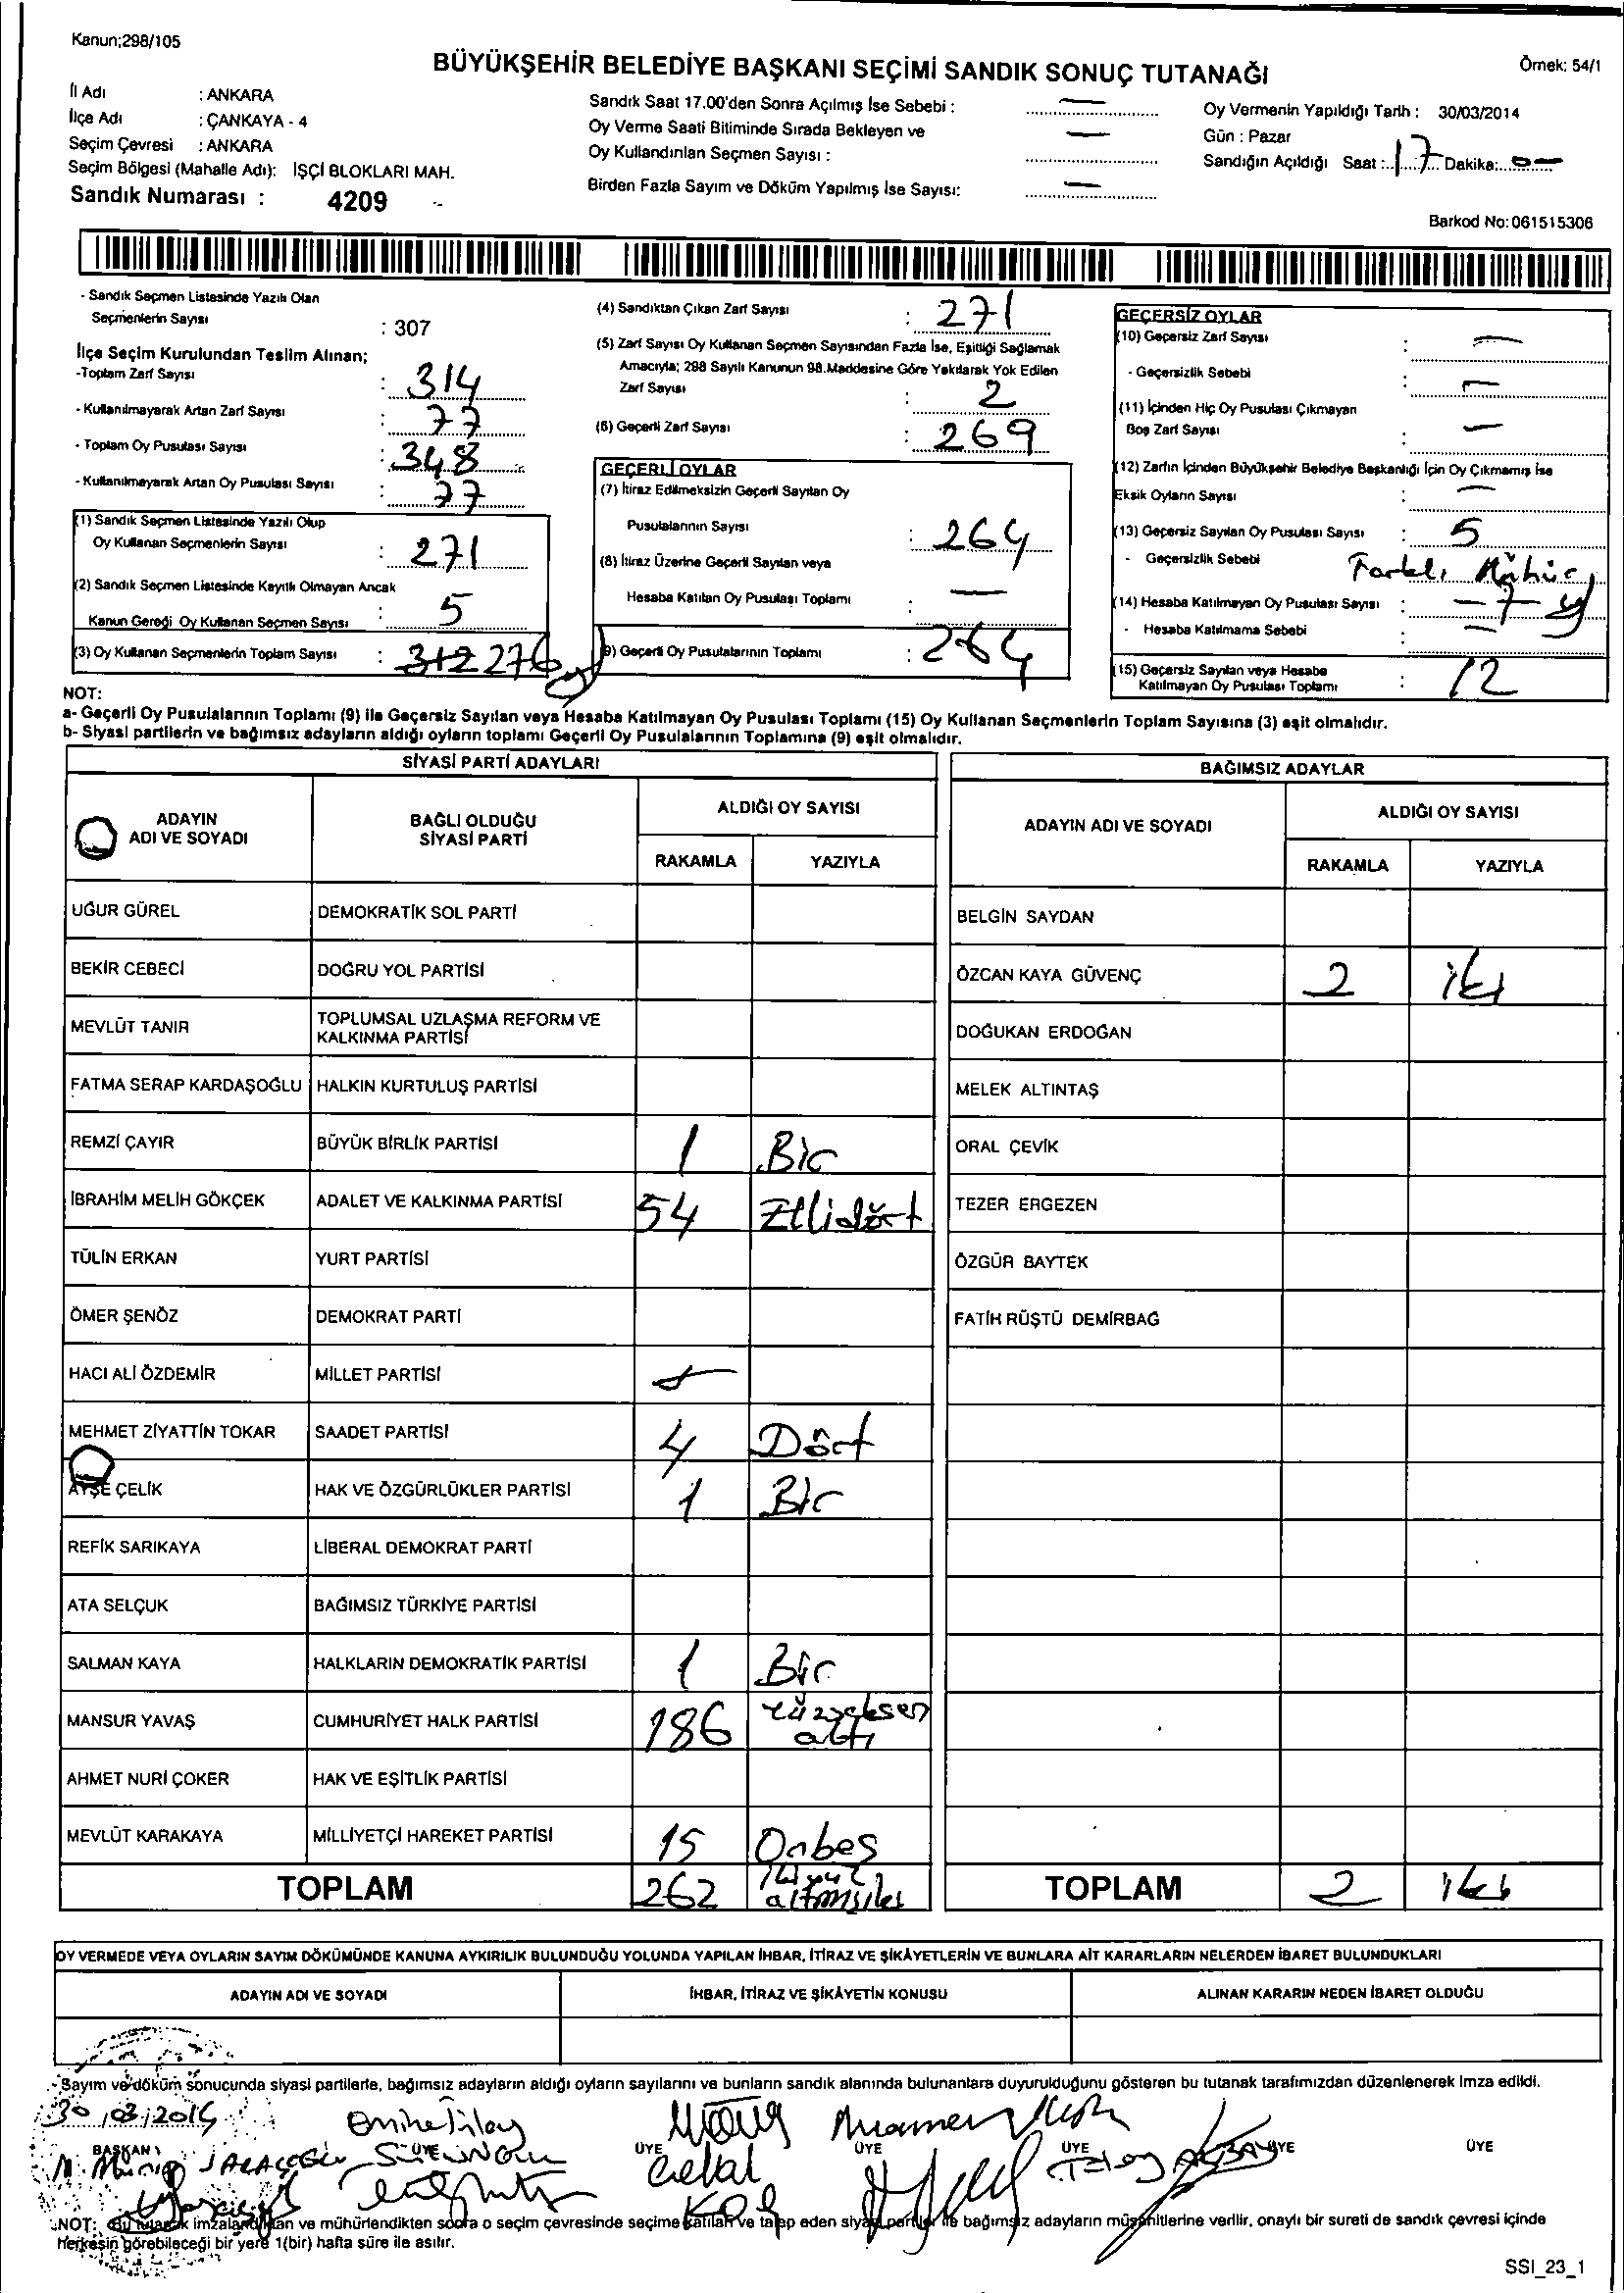 Kanun;298/105
BÜYÜKŞEHİR BELEDİYE BAŞKANI SEÇİMİ SANDIK SONUÇ TUTANAĞI
Örnek: 54/1
İl Adı : ANKARA
İlçe Adı : ÇANKAYA - 4
Seçim Çevresi : ANKARA
Seçim Bölgesi (Mahalle Adı): İŞÇİ BLOKLARI MAH.
Sandık Numarası : 4209
Sandık Saat 17.00'den Sonra Açılmış İse Sebebi : —
Oy Verme Saati Bitiminde Sırada Bekleyen ve
Oy Kullandırılan Seçmen Sayısı : —
Birden Fazla Sayım ve Döküm Yapılmış İse Sayısı: —
Oy Vermenin Yapıldığı Tarih : 30/03/2014
Gün : Pazar
Sandığın Açıldığı Saat : 17 Dakika:
Barkod No: 061515306
- Sandık Seçmen Listesinde Yazılı Olan
Seçmenlerin Sayısı : 307
İlçe Seçim Kurulundan Teslim Alınan;
-Toplam Zarf Sayısı : 314
- Kullanılmayarak Artan Zarf Sayısı : 77
- Toplam Oy Pusulası Sayısı : 348
- Kullanılmayarak Artan Oy Pusulası Sayısı : 77
(1) Sandık Seçmen Listesinde Yazılı Olup
Oy Kullanan Seçmenlerin Sayısı : 271
(2) Sandık Seçmen Listesinde Kayıtlı Olmayan Ancak
Kanun Gereği Oy Kullanan Seçmen Sayısı : 5
(3) Oy Kullanan Seçmenlerin Toplam Sayısı : 312 276
(4) Sandıktan Çıkan Zarf Sayısı : 271
(5) Zarf Sayısı Oy Kullanan Seçmen Sayısından Fazla İse, Eşitliği Sağlamak
Amacıyla; 298 Sayılı Kanunun 98.Maddesine Göre Yakılarak Yok Edilen
Zarf Sayısı : 2
(6) Geçerli Zarf Sayısı : 269
GEÇERLİ OYLAR
(7) İtiraz Edilmeksizin Geçerli Sayılan Oy
Pusulalarının Sayısı : 264
(8) İtiraz Üzerine Geçerli Sayılan veya
Hesaba Katılan Oy Pusulası Toplamı : —
(9) Geçerli Oy Pusulalarının Toplamı : 264
GEÇERSİZ OYLAR
(10) Geçersiz Zarf Sayısı : —
- Geçersizlik Sebebi : —
(11) İçinden Hiç Oy Pusulası Çıkmayan
Boş Zarf Sayısı : —
(12) Zarfın İçinden Büyükşehir Belediye Başkanlığı İçin Oy Çıkmamış İse
Eksik Oyların Sayısı : —
(13) Geçersiz Sayılan Oy Pusulası Sayısı : 5
- Geçersizlik Sebebi Farklı Mühür
(14) Hesaba Katılmayan Oy Pusulası Sayısı : — 7
- Hesaba Katılmama Sebebi : —
(15) Geçersiz Sayılan veya Hesaba
Katılmayan Oy Pusulası Toplamı : 12
NOT:
a- Geçerli Oy Pusulalarının Toplamı (9) ile Geçersiz Sayılan veya Hesaba Katılmayan Oy Pusulası Toplamı (15) Oy Kullanan Seçmenlerin Toplam Sayısına (3) eşit olmalıdır.
b- Siyasi partilerin ve bağımsız adayların aldığı oyların toplamı Geçerli Oy Pusulalarının Toplamına (9) eşit olmalıdır.
SİYASİ PARTİ ADAYLARI
ADAYIN ADI VE SOYADI
BAĞLI OLDUĞU SİYASİ PARTİ
ALDIĞI OY SAYISI
RAKAMLA YAZIYLA
UĞUR GÜREL DEMOKRATİK SOL PARTİ
BEKİR CEBECİ DOĞRU YOL PARTİSİ
MEVLÜT TANIR TOPLUMSAL UZLAŞMA REFORM VE
KALKINMA PARTİSİ
FATMA SERAP KARDAŞOĞLU HALKIN KURTULUŞ PARTİSİ
REMZİ ÇAYIR BÜYÜK BİRLİK PARTİSİ 1 Bir
İBRAHİM MELİH GÖKÇEK ADALET VE KALKINMA PARTİSİ 54 Ellidört
TÜLİN ERKAN YURT PARTİSİ
ÖMER ŞENÖZ DEMOKRAT PARTİ
HACI ALİ ÖZDEMİR MİLLET PARTİSİ
MEHMET ZİYATTİN TOKAR SAADET PARTİSİ 4 Dört
AYŞE ÇELİK HAK VE ÖZGÜRLÜKLER PARTİSİ 1 Bir
REFİK SARIKAYA LİBERAL DEMOKRAT PARTİ
ATA SELÇUK BAĞIMSIZ TÜRKİYE PARTİSİ
SALMAN KAYA HALKLARIN DEMOKRATİK PARTİSİ 1 Bir
MANSUR YAVAŞ CUMHURİYET HALK PARTİSİ 186 Yüzseksen
altı
AHMET NURİ ÇOKER HAK VE EŞİTLİK PARTİSİ
MEVLÜT KARAKAYA MİLLİYETÇİ HAREKET PARTİSİ 15 Onbeş
TOPLAM 262 ikiyüz
altmışiki
BAĞIMSIZ ADAYLAR
ADAYIN ADI VE SOYADI
ALDIĞI OY SAYISI
RAKAMLA YAZIYLA
BELGİN SAYDAN
ÖZCAN KAYA GÜVENÇ 2 iki
DOĞUKAN ERDOĞAN
MELEK ALTINTAŞ
ORAL ÇEVİK
TEZER ERGEZEN
ÖZGÜR BAYTEK
FATİH RÜŞTÜ DEMİRBAĞ
TOPLAM 2 iki
OY VERMEDE VEYA OYLARIN SAYIM DÖKÜMÜNDE KANUNA AYKIRILIK BULUNDUĞU YOLUNDA YAPILAN İHBAR, İTİRAZ VE ŞİKÂYETLERİN VE BUNLARA AİT KARARLARIN NELERDEN İBARET BULUNDUKLARI
ADAYIN ADI VE SOYADI İHBAR, İTİRAZ VE ŞİKÂYETİN KONUSU ALINAN KARARIN NEDEN İBARET OLDUĞU
- Sayım ve döküm sonucunda siyasi partilerle, bağımsız adayların aldığı oyların sayılarını ve bunların sandık alanında bulunanlara duyurulduğunu gösteren bu tutanak tarafımızdan düzenlenerek imza edildi.
30/03/2014
BAŞKAN ÜYE ÜYE ÜYE ÜYE ÜYE ÜYE
NOT: Bu tutanak imzalandıktan ve mühürlendikten sonra o seçim çevresinde seçime katılan ve talep eden siyasi partiler ile bağımsız adayların müşahitlerine verilir, onaylı bir sureti de sandık çevresi içinde
herkesin görebileceği bir yere 1(bir) hafta süre ile asılır.
SSI_23_1